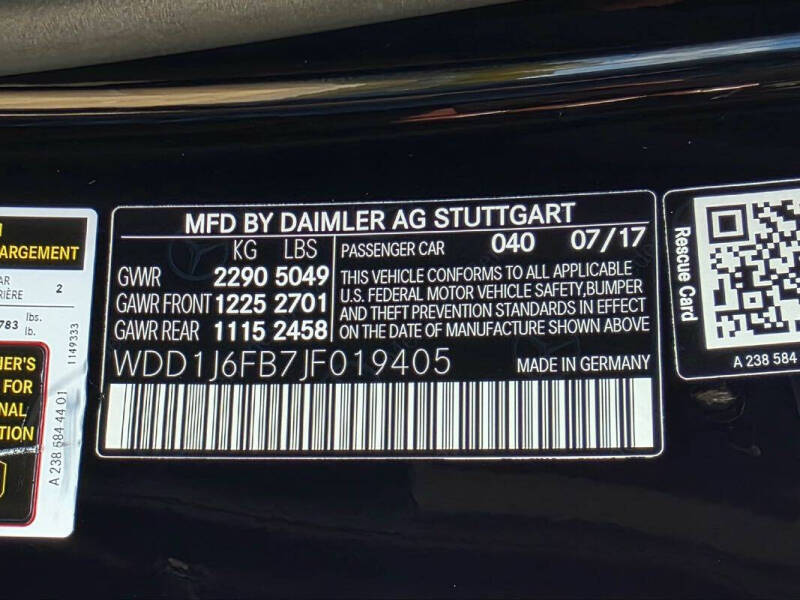 MFD BY DAIMLER AG STUTTGART
KG LBS
GVWR 2290 5049
GAWR FRONT 1225 2701
GAWR REAR 1115 2458
PASSENGER CAR 040 07/17
THIS VEHICLE CONFORMS TO ALL APPLICABLE
U.S. FEDERAL MOTOR VEHICLE SAFETY,BUMPER
AND THEFT PREVENTION STANDARDS IN EFFECT
ON THE DATE OF MANUFACTURE SHOWN ABOVE
WDD1J6FB7JF019405
MADE IN GERMANY
ARGEMENT
2
783 lbs.
lb.
1149333
FOR
A 238 584 44 01
Rescue Card
A 238 584